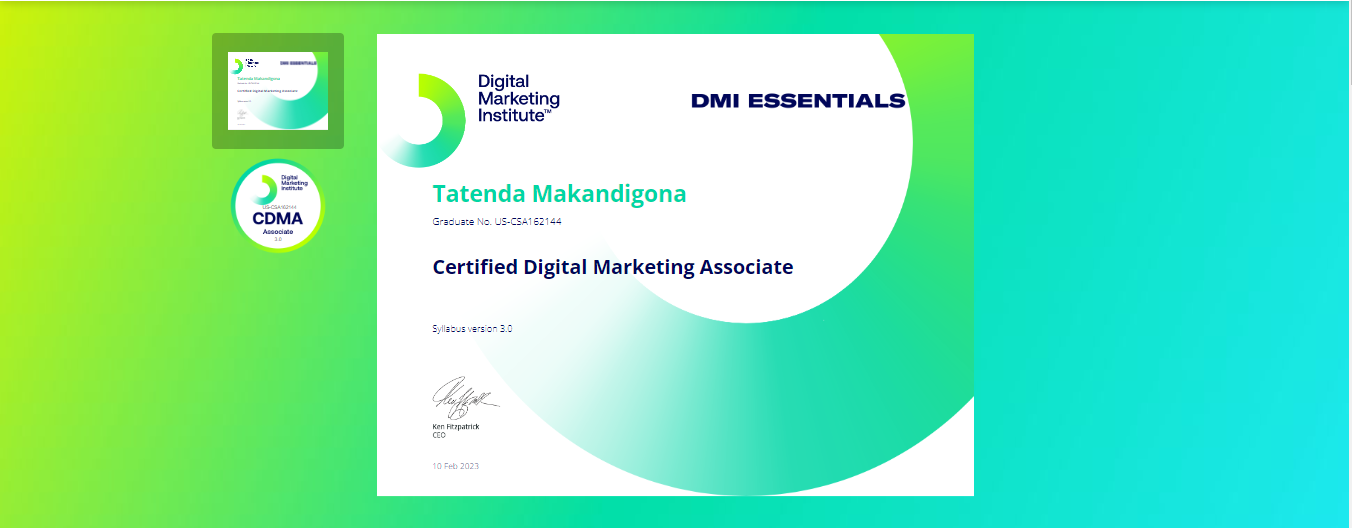 DMI ESSENTIALS
Tatenda Makandigona
Certified Digital Marketing Associate
Digital
Marketing
Institute
US-CSA162144
CDMA
Associate
3.0
Digital
Marketing
Institute™
DMI ESSENTIALS
Tatenda Makandigona
Graduate No. US-CSA162144
Certified Digital Marketing Associate
Syllabus version 3.0
Ken Fitzpatrick
CEO
10 Feb 2023